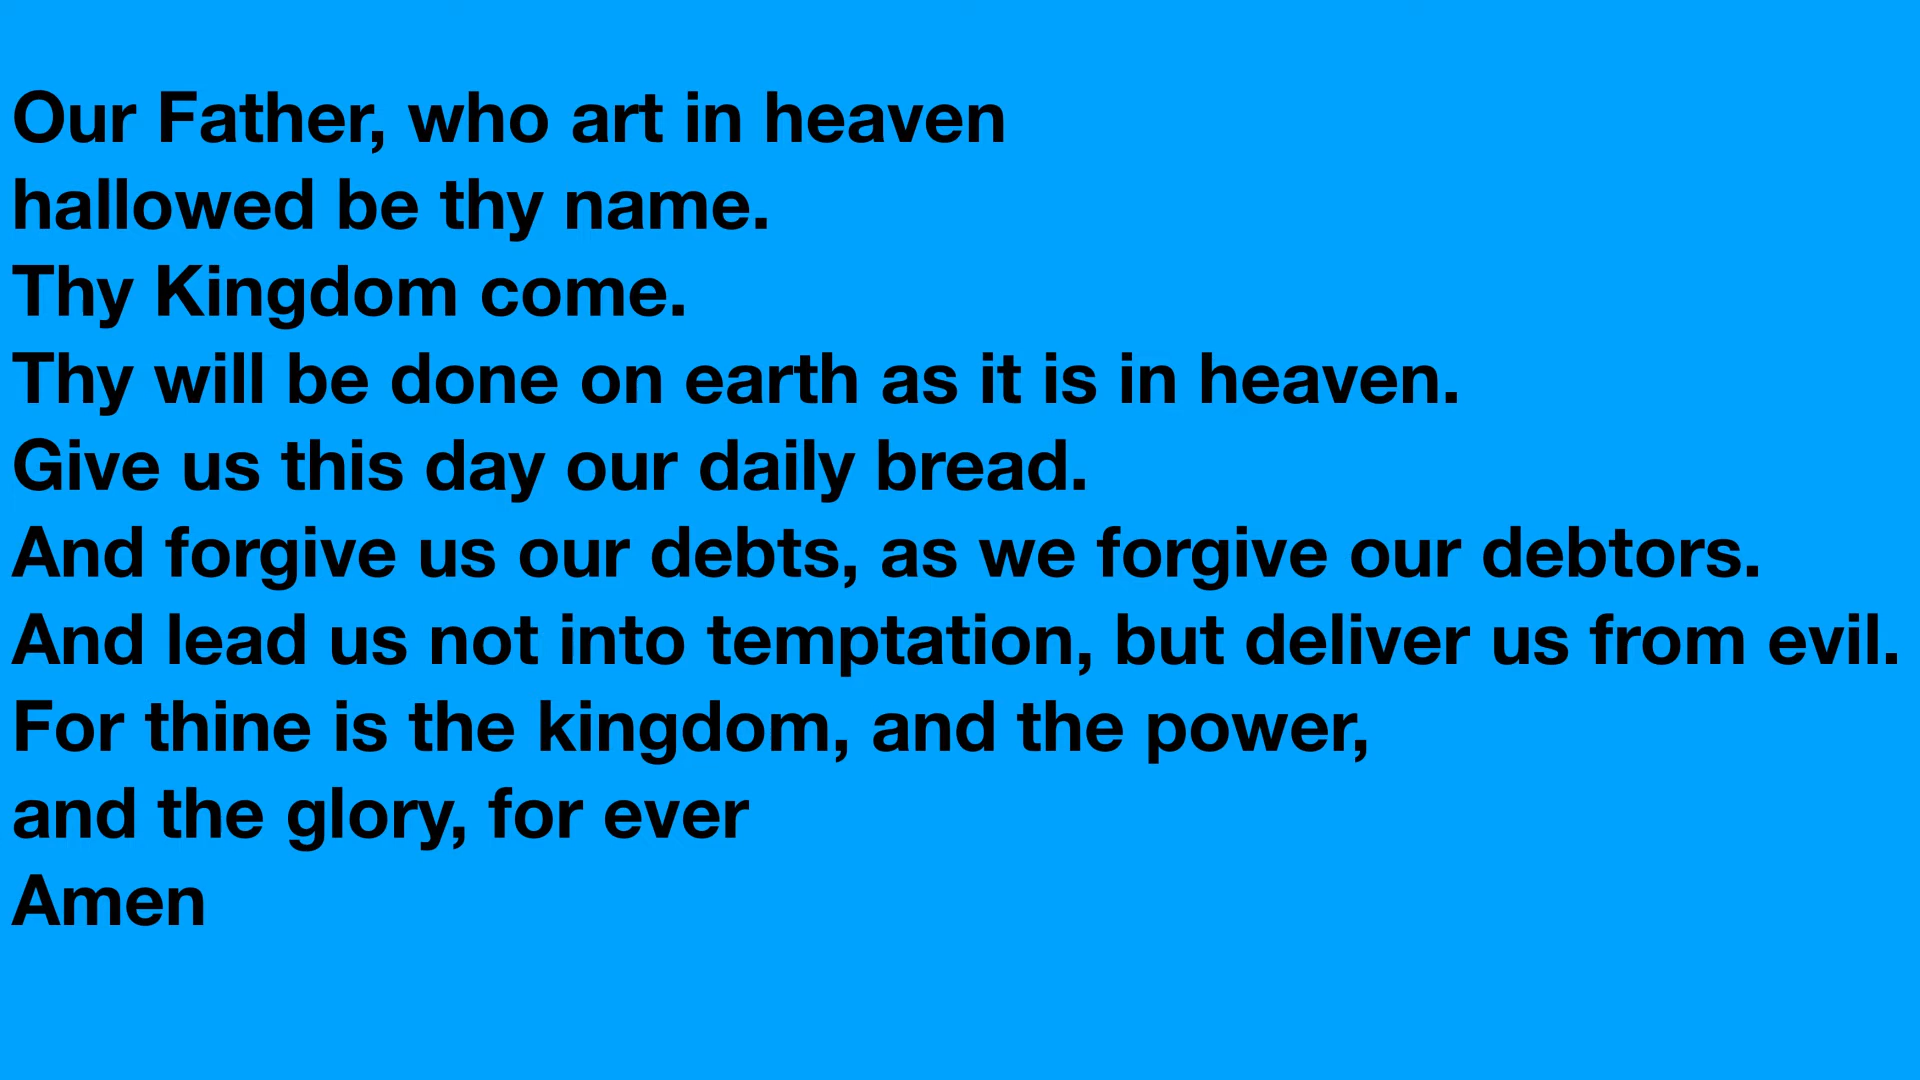 Our Father, who art in heaven
hallowed be thy name.
Thy Kingdom come.
Thy will be done on earth as it is in heaven.
Give us this day our daily bread.
And forgive us our debts, as we forgive our debtors.
And lead us not into temptation, but deliver us from evil.
For thine is the kingdom, and the power,
and the glory, for ever
Amen